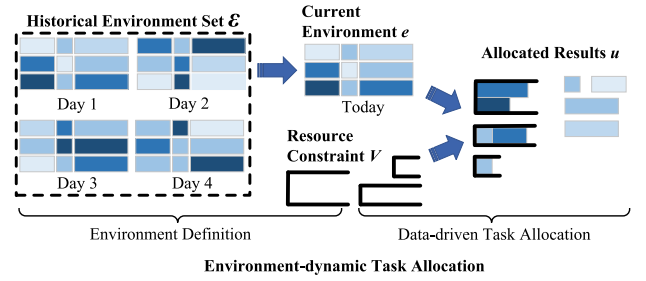 Historical Environment Set ℰ
Current
Environment e
Allocated Results u
Day 1
Day 2
Today
Resource
Constraint V
Day 3
Day 4
Environment Definition
Data-driven Task Allocation
Environment-dynamic Task Allocation